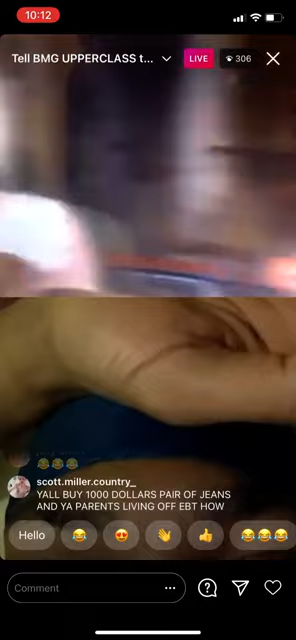 10:12
Tell BMG UPPERCLASS t...
LIVE
306
scott.miller.country_
YALL BUY 1000 DOLLARS PAIR OF JEANS
AND YA PARENTS LIVING OFF EBT HOW
Hello
Comment